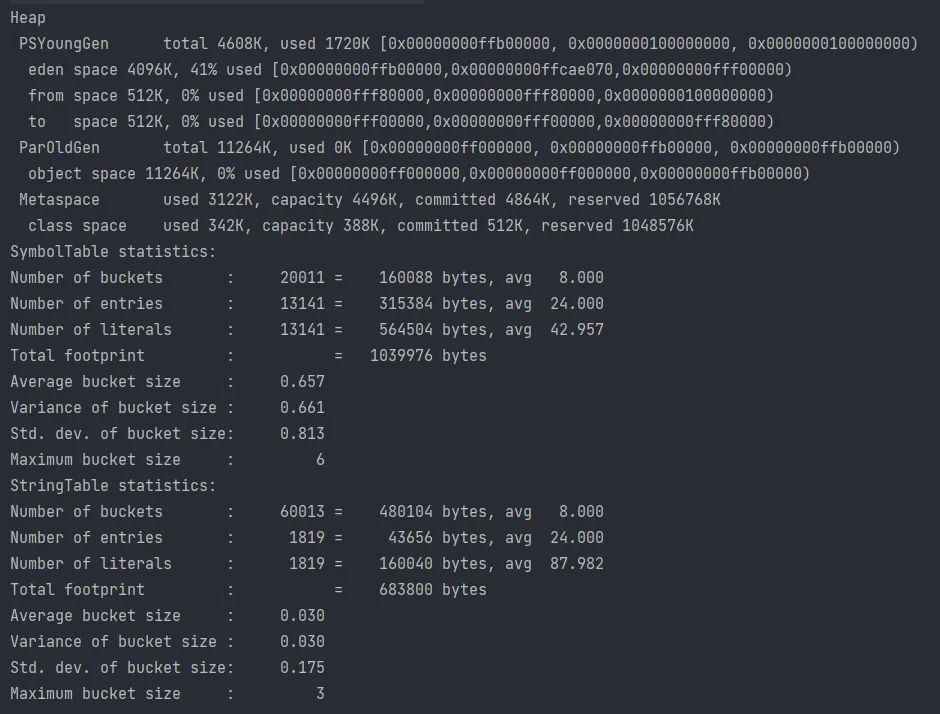 Heap
 PSYoungGen      total 4608K, used 1720K [0x00000000ffb00000, 0x0000000100000000, 0x0000000100000000)
  eden space 4096K, 41% used [0x00000000ffb00000,0x00000000ffcae070,0x00000000fff00000)
  from space 512K, 0% used [0x00000000fff80000,0x00000000fff80000,0x0000000100000000)
  to   space 512K, 0% used [0x00000000fff00000,0x00000000fff00000,0x00000000fff80000)
 ParOldGen       total 11264K, used 0K [0x00000000ff000000, 0x00000000ffb00000, 0x00000000ffb00000)
  object space 11264K, 0% used [0x00000000ff000000,0x00000000ff000000,0x00000000ffb00000)
 Metaspace       used 3122K, capacity 4496K, committed 4864K, reserved 1056768K
  class space    used 342K, capacity 388K, committed 512K, reserved 1048576K
SymbolTable statistics:
Number of buckets       :     20011 =    160088 bytes, avg   8.000
Number of entries       :     13141 =    315384 bytes, avg  24.000
Number of literals      :     13141 =    564504 bytes, avg  42.957
Total footprint         :           =   1039976 bytes
Average bucket size     :     0.657
Variance of bucket size :     0.661
Std. dev. of bucket size:     0.813
Maximum bucket size     :         6
StringTable statistics:
Number of buckets       :     60013 =    480104 bytes, avg   8.000
Number of entries       :      1819 =     43656 bytes, avg  24.000
Number of literals      :      1819 =    160040 bytes, avg  87.982
Total footprint         :           =    683800 bytes
Average bucket size     :     0.030
Variance of bucket size :     0.030
Std. dev. of bucket size:     0.175
Maximum bucket size     :         3